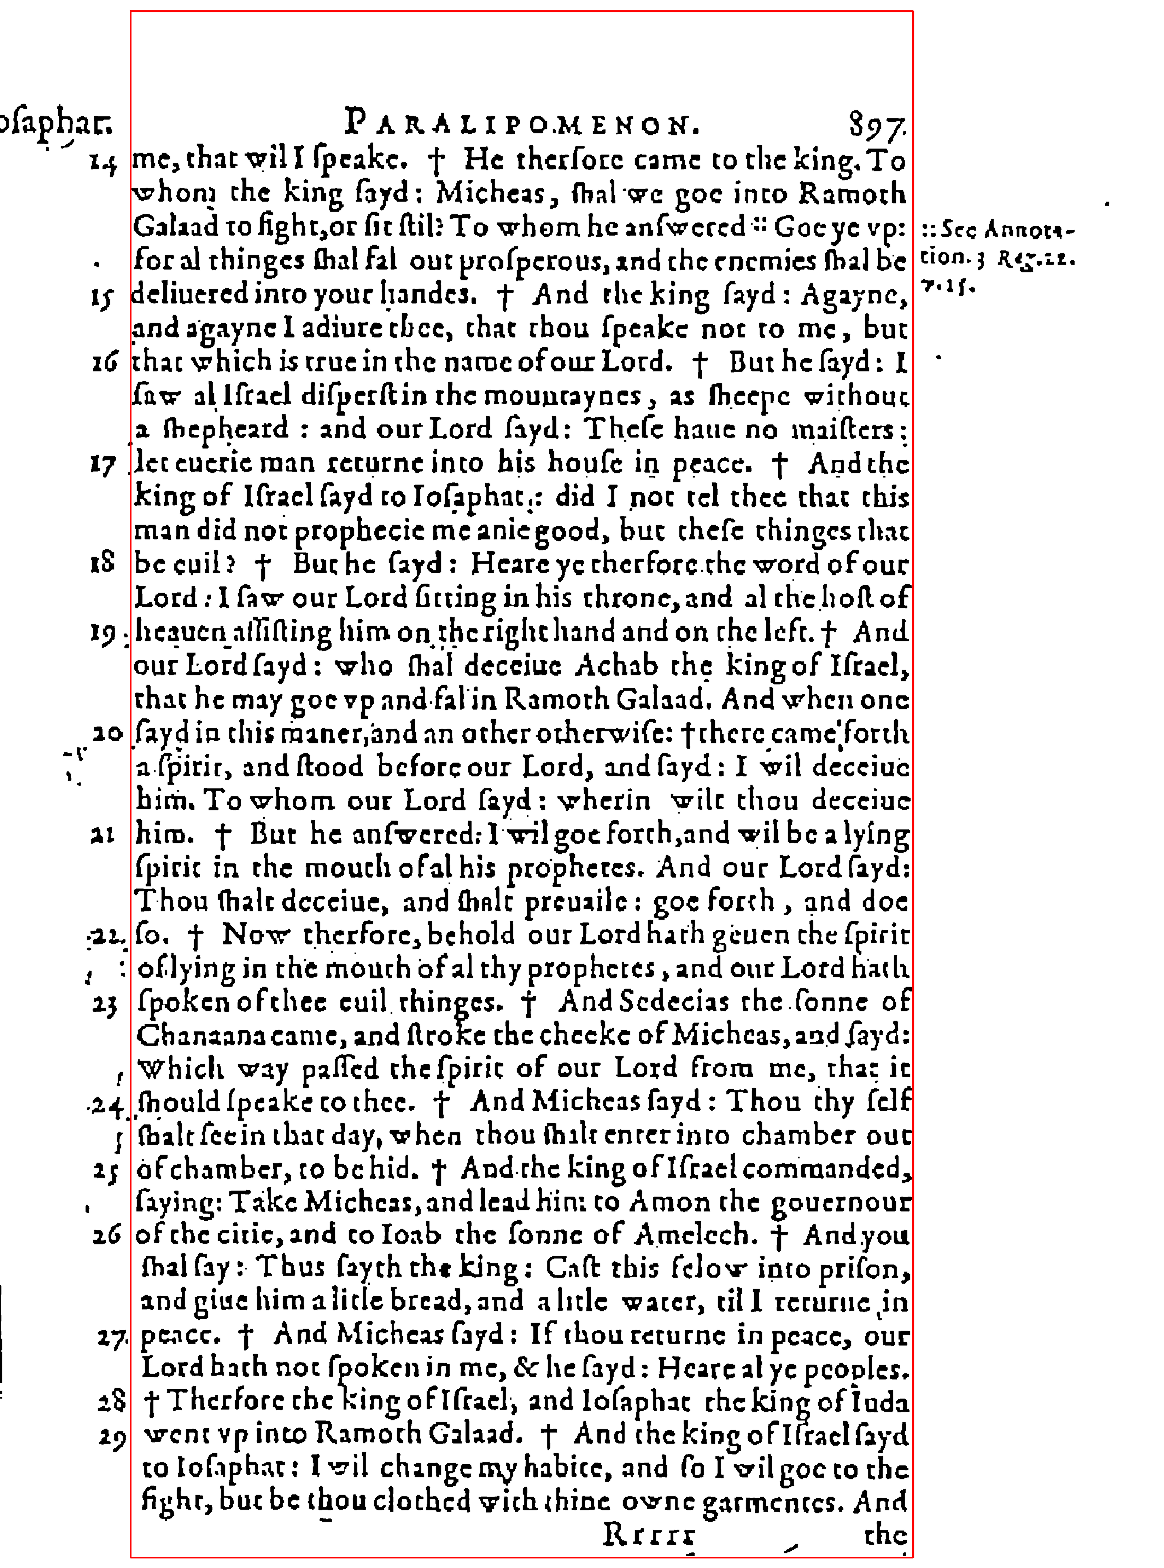 osaphat. PARALIPOMENON. 897.
14 me, that wil I ſpeake. † He therfore came to the king. To
whom the king ſayd: Micheas, ſhal we goe into Ramoth
Galaad to fight, or ſit ſtil? To whom he anſwered :: Goe ye vp: :: See Annota-
for al thinges ſhal fal out proſperous, and the enemies ſhal be tion. 3 Reg. 22.
15 deliuered into your handes. † And the king ſayd: Agayne, v. 15.
and agayne I adiure thee, that thou ſpeake not to me, but
16 that which is true in the name of our Lord. † But he ſayd: I
ſaw al Iſrael diſperſt in the mountaynes, as ſheepe without
a ſhepheard: and our Lord ſayd: Theſe haue no maiſters:
17 let euerie man returne into his houſe in peace. † And the
king of Iſrael ſayd to Ioſaphat: did I not tel thee that this
man did not prophecie me anie good, but theſe thinges that
18 be euil? † But he ſayd: Heare ye therfore the word of our
Lord: I ſaw our Lord ſitting in his throne, and al the hoſt of
19 heauen aſſiſting him on the right hand and on the left. † And
our Lord ſayd: who ſhal deceiue Achab the king of Iſrael,
that he may goe vp and fal in Ramoth Galaad. And when one
20 ſayd in this maner, and an other otherwiſe: † there came forth
a ſpirit, and ſtood before our Lord, and ſayd: I wil deceiue
him. To whom our Lord ſayd: wherin wilt thou deceiue
21 him. † But he anſwered: I wil goe forth, and wil be a lying
ſpirit in the mouth of al his prophetes. And our Lord ſayd:
Thou ſhalt deceiue, and ſhalt preuaile: goe forth, and doe
22. ſo. † Now therfore, behold our Lord hath geuen the ſpirit
of lying in the mouth of al thy prophetes, and our Lord hath
23 ſpoken of thee euil thinges. † And Sedecias the ſonne of
Chanaana came, and ſtroke the cheeke of Micheas, and ſayd:
Which way paſſed the ſpirit of our Lord from me, that it
24 ſhould ſpeake to thee. † And Micheas ſayd: Thou thy ſelf
ſhalt ſee in that day, when thou ſhalt enter into chamber out
25 of chamber, to be hid. † And the king of Iſrael commanded,
ſaying: Take Micheas, and lead him to Amon the gouernour
26 of the citie, and to Ioab the ſonne of Amelech. † And you
ſhal ſay: Thus ſayth the king: Caſt this felow into priſon,
and giue him a litle bread, and a litle water, til I returne in
27. peace. † And Micheas ſayd: If thou returne in peace, our
Lord hath not ſpoken in me, & he ſayd: Heare al ye peoples.
28 † Therfore the king of Iſrael, and Ioſaphat the king of Iuda
29 went vp into Ramoth Galaad. † And the king of Iſrael ſayd
to Ioſaphat: I wil change my habite, and ſo I wil goe to the
fight, but be thou clothed with thine owne garmentes. And
Rrrrr the